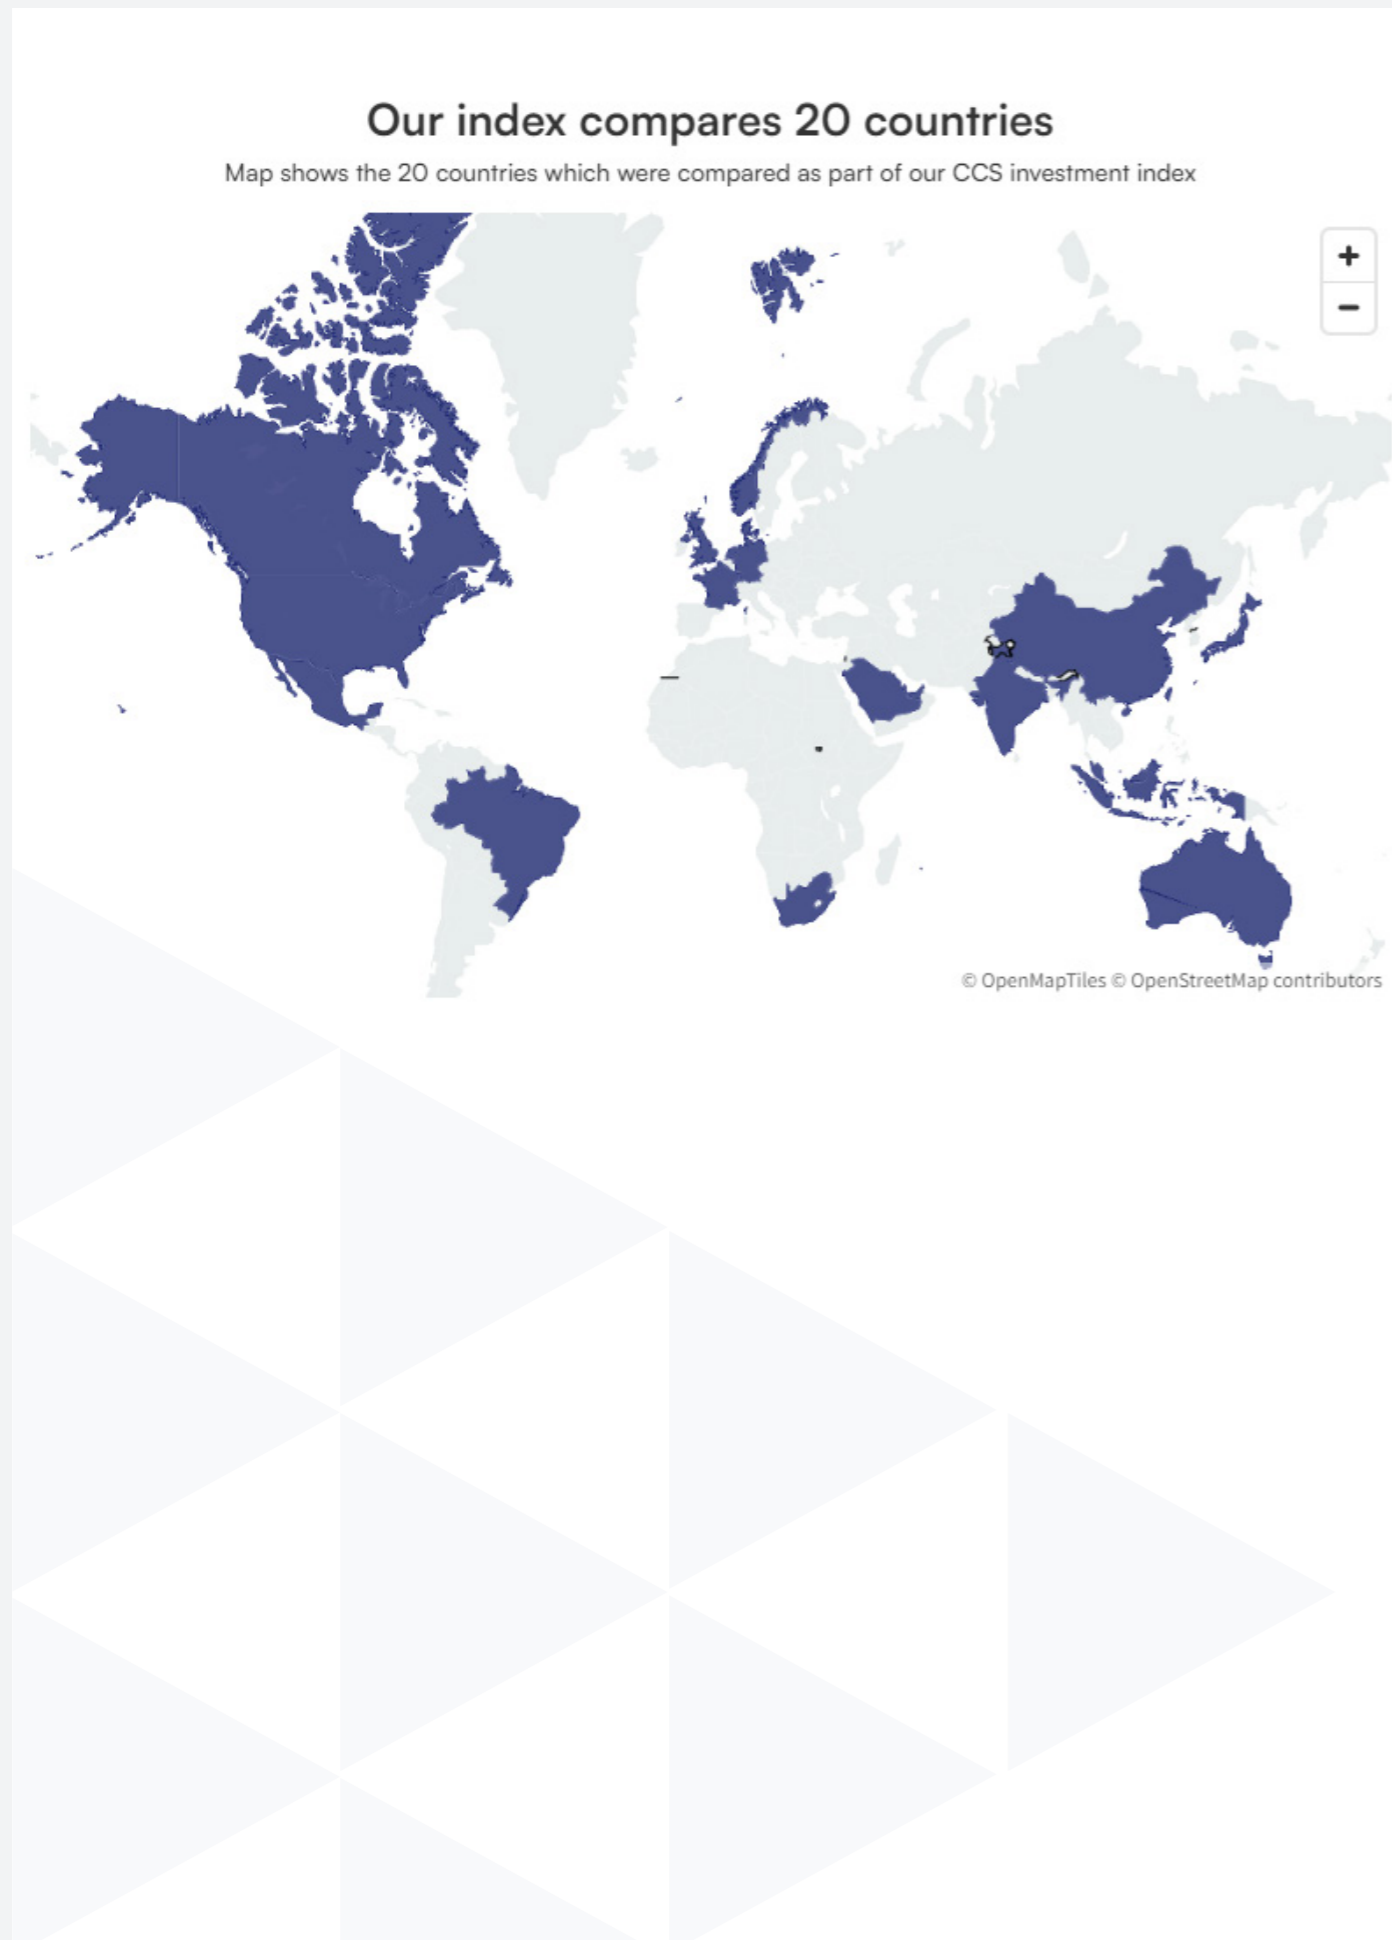 Our index compares 20 countries
Map shows the 20 countries which were compared as part of our CCS investment index
+
−
© OpenMapTiles © OpenStreetMap contributors